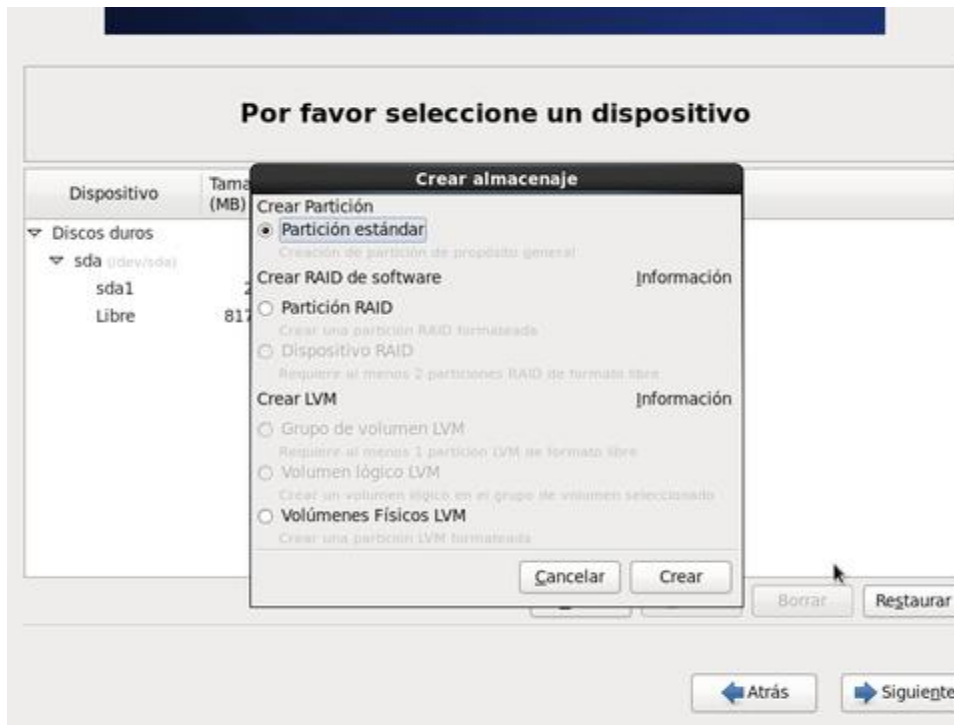 Por favor seleccione un dispositivo
Dispositivo
Tama
(MB)
Discos duros
sda (/dev/sda)
sda1
2
Libre
817
Crear almacenaje
Crear Partición
Partición estándar
Creación de partición de propósito general
Crear RAID de software
Información
Partición RAID
Crear una partición RAID formateada
Dispositivo RAID
Requiere al menos 2 particiones RAID de formato libre
Crear LVM
Información
Grupo de volumen LVM
Requiere al menos 1 partición LVM de formato libre
Volumen lógico LVM
Crear un volumen lógico en el grupo de volumen seleccionado
Volúmenes Físicos LVM
Crear una partición LVM formateada
Cancelar
Crear
Borrar
Restaurar
Atrás
Siguiente